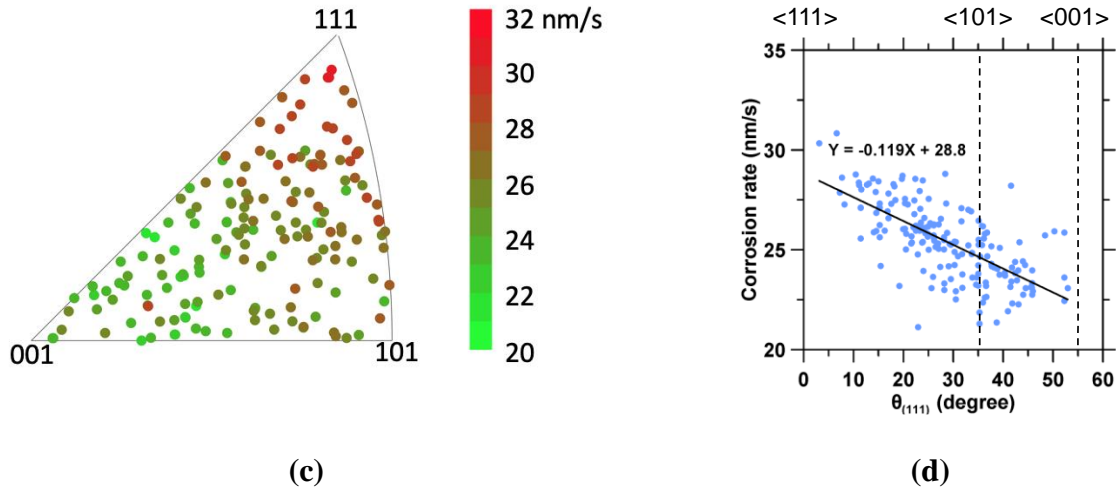 111
001
101
32 nm/s
30
28
26
24
22
20
(c)
<111> <101> <001>
35
30
25
20
Corrosion rate (nm/s)
Y = -0.119X + 28.8
0 10 20 30 40 50 60
θ(111) (degree)
(d)